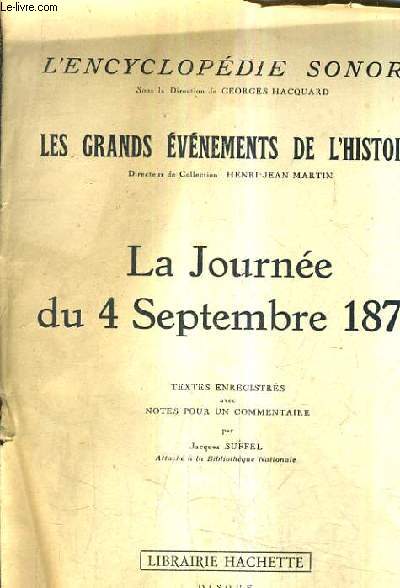 Le-livre.com
L'ENCYCLOPÉDIE SONOR
Sous la Direction de GEORGES HACQUARD
LES GRANDS ÉVÉNEMENTS DE L'HISTOI
Directeur de Collection HENRI-JEAN MARTIN
La Journée
du 4 Septembre 187
TEXTES ENREGISTRÉS
avec
NOTES POUR UN COMMENTAIRE
par
Jacques SUFFEL
Attaché à la Bibliothèque Nationale
LIBRAIRIE HACHETTE